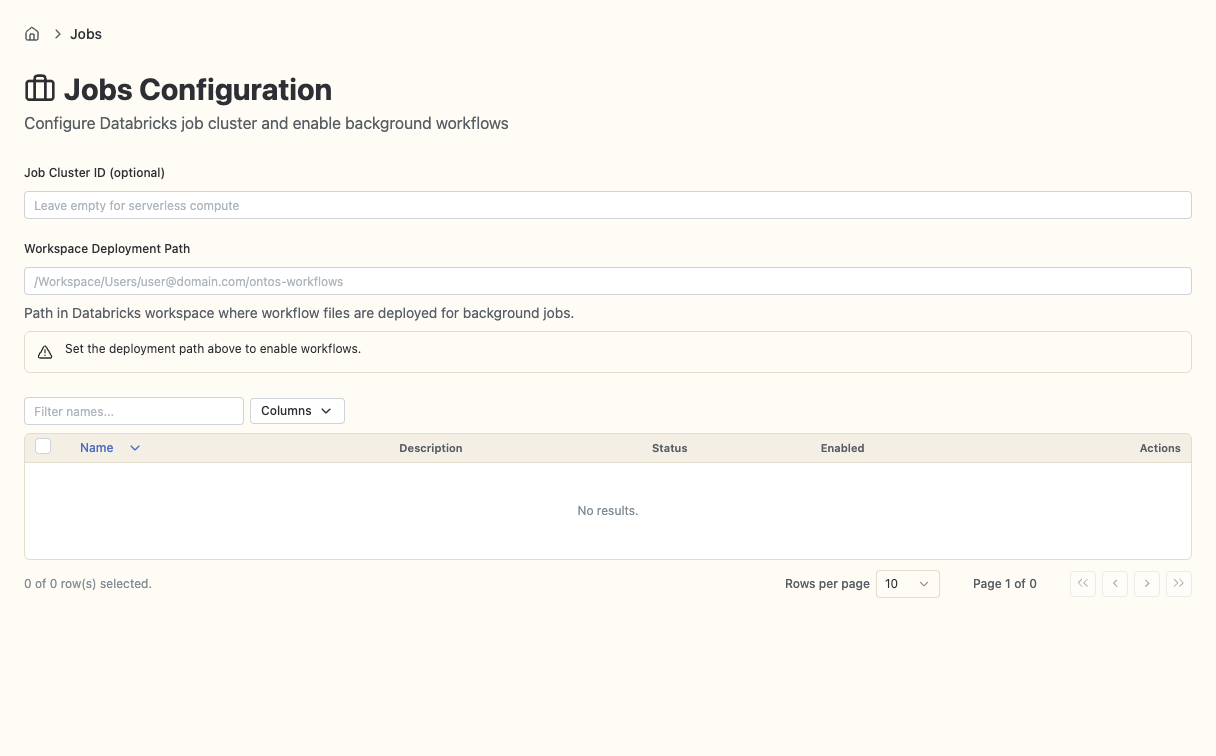 Jobs
Jobs Configuration
Configure Databricks job cluster and enable background workflows
Job Cluster ID (optional)
Leave empty for serverless compute
Workspace Deployment Path
/Workspace/Users/user@domain.com/ontos-workflows
Path in Databricks workspace where workflow files are deployed for background jobs.
Set the deployment path above to enable workflows.
Filter names... Columns
Name Description Status Enabled Actions
No results.
0 of 0 row(s) selected. Rows per page 10 Page 1 of 0